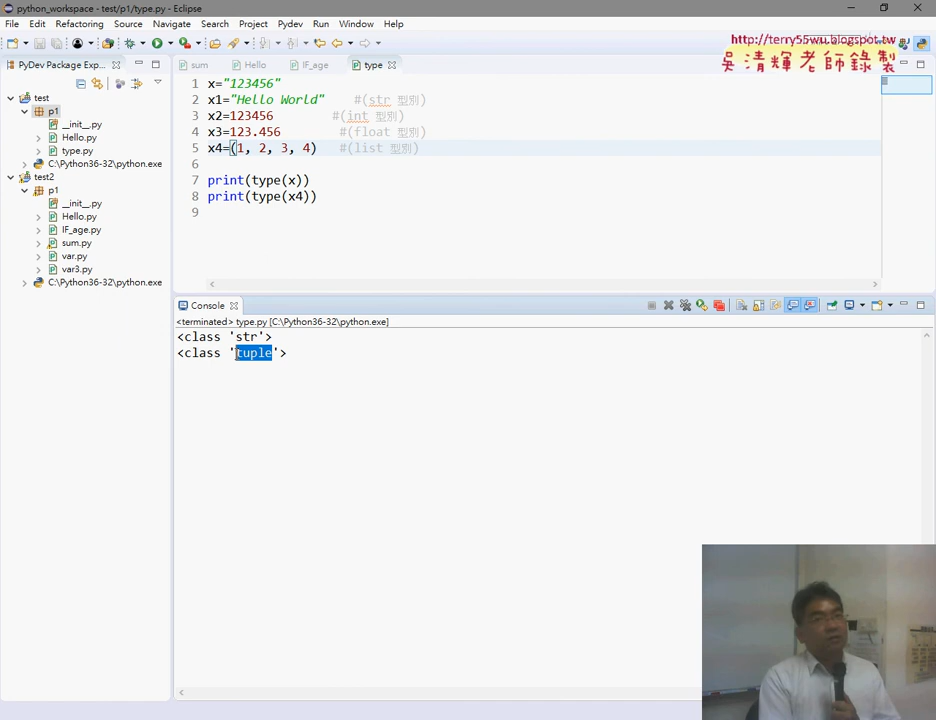 python_workspace - test/p1/type.py - Eclipse
File Edit Refactoring Source Navigate Search Project Pydev Run Window Help
http://terry55wu.blogspot.tw
吳清輝老師錄製
PyDev Package Exp...
sum Hello IF_age type
test
p1
__init__.py
Hello.py
type.py
C:\Python36-32\python.exe
test2
p1
__init__.py
Hello.py
IF_age.py
sum.py
var.py
var3.py
C:\Python36-32\python.exe
1 x="123456"
2 x1="Hello World" #(str 型別)
3 x2=123456 #(int 型別)
4 x3=123.456 #(float 型別)
5 x4=(1, 2, 3, 4) #(list 型別)
6
7 print(type(x))
8 print(type(x4))
9
Console
<terminated> type.py [C:\Python36-32\python.exe]
<class 'str'>
<class 'tuple'>